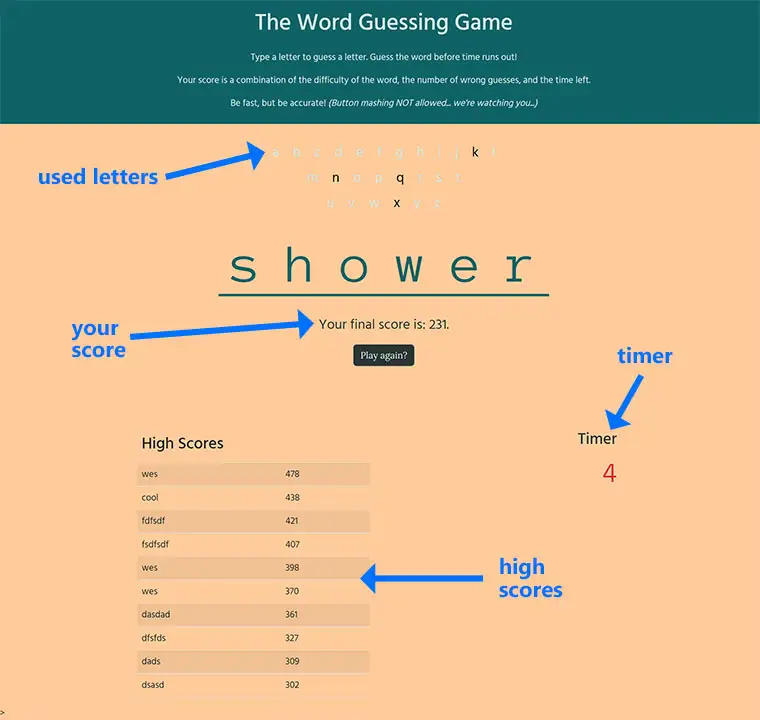 The Word Guessing Game
Type a letter to guess a letter. Guess the word before time runs out!
Your score is a combination of the difficulty of the word, the number of wrong guesses, and the time left.
Be fast, but be accurate! (Button mashing NOT allowed... we're watching you...)
a b c d e f g h i j k l
used letters
m n o p q r s t
u v w x y z
shower
your
score
Your final score is: 231.
Play again?
timer
Timer
4
High Scores
wes 478
cool 438
fdfsdf 421
fsdfsdf 407
wes 398
wes 370
dasdad 361
dfsfds 327
dads 309
dsasd 302
high
scores
>